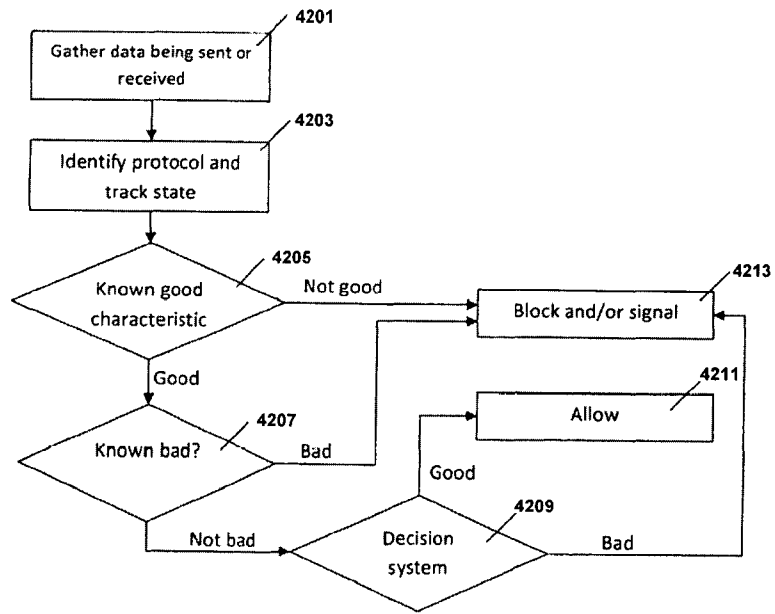 4201
Gather data being sent or
received
4203
Identify protocol and
track state
4205
Known good
characteristic
Not good
4213
Block and/or signal
Good
4211
Allow
4207
Known bad?
Bad
Good
4209
Not bad
Decision
system
Bad